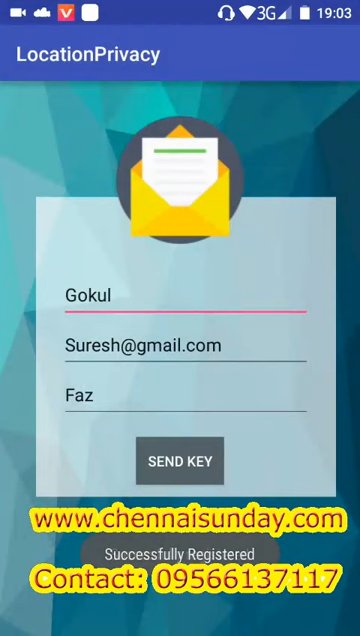 3G 19:03
LocationPrivacy
Gokul
Suresh@gmail.com
Faz
SEND KEY
www.chennaisunday.com
Successfully Registered
Contact: 09566137117